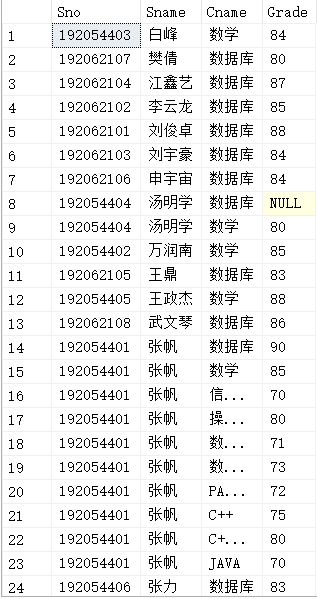 Sno Sname Cname Grade
1 192054403 白峰 数学 84
2 192062107 樊倩 数据库 80
3 192062104 江鑫艺 数据库 87
4 192062102 李云龙 数据库 85
5 192062101 刘俊卓 数据库 88
6 192062103 刘宇豪 数据库 84
7 192062106 申宇宙 数据库 84
8 192054404 汤明学 数据库 NULL
9 192054404 汤明学 数学 80
10 192054402 万润南 数学 85
11 192062105 王鼎 数据库 83
12 192054405 王政杰 数学 88
13 192062108 武文琴 数据库 86
14 192054401 张帆 数据库 90
15 192054401 张帆 数学 85
16 192054401 张帆 信... 70
17 192054401 张帆 操... 80
18 192054401 张帆 数... 71
19 192054401 张帆 数... 73
20 192054401 张帆 PA... 72
21 192054401 张帆 C++ 75
22 192054401 张帆 C+... 80
23 192054401 张帆 JAVA 70
24 192054406 张力 数据库 83